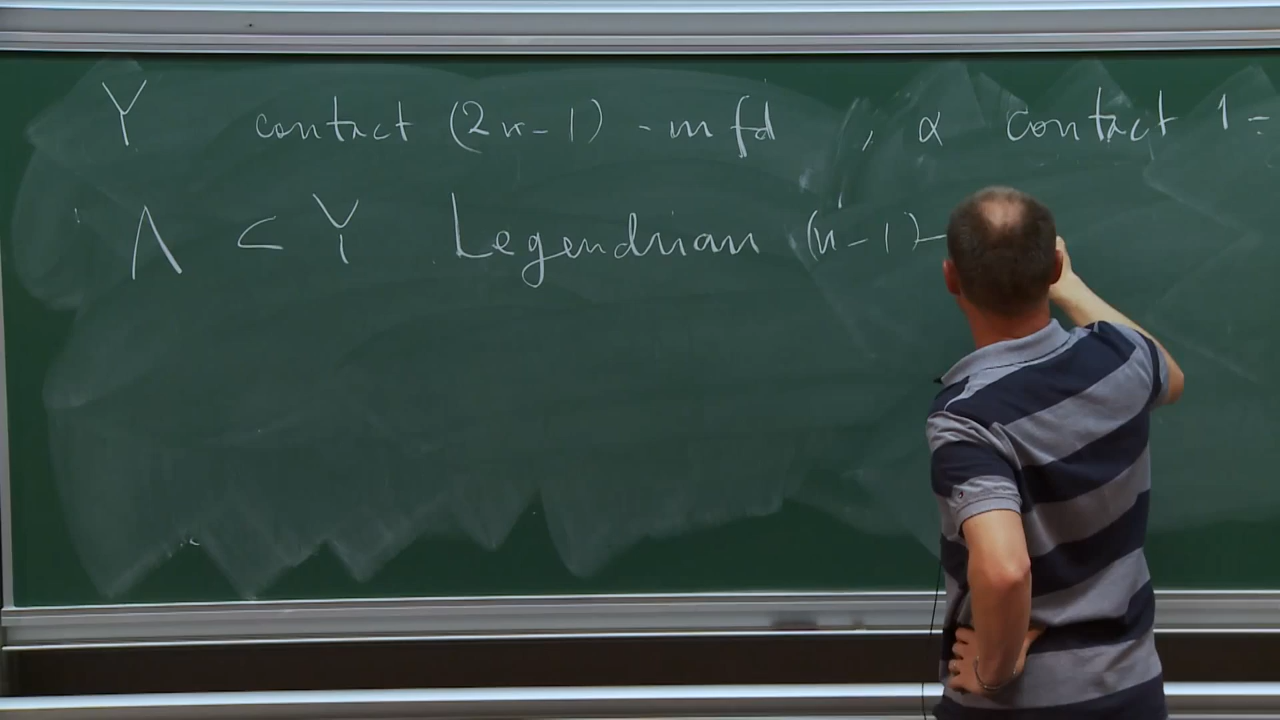 Y contact (2n-1) - mfd , α contact 1 -
Λ ⊂ Y Legendrian (n-1)-